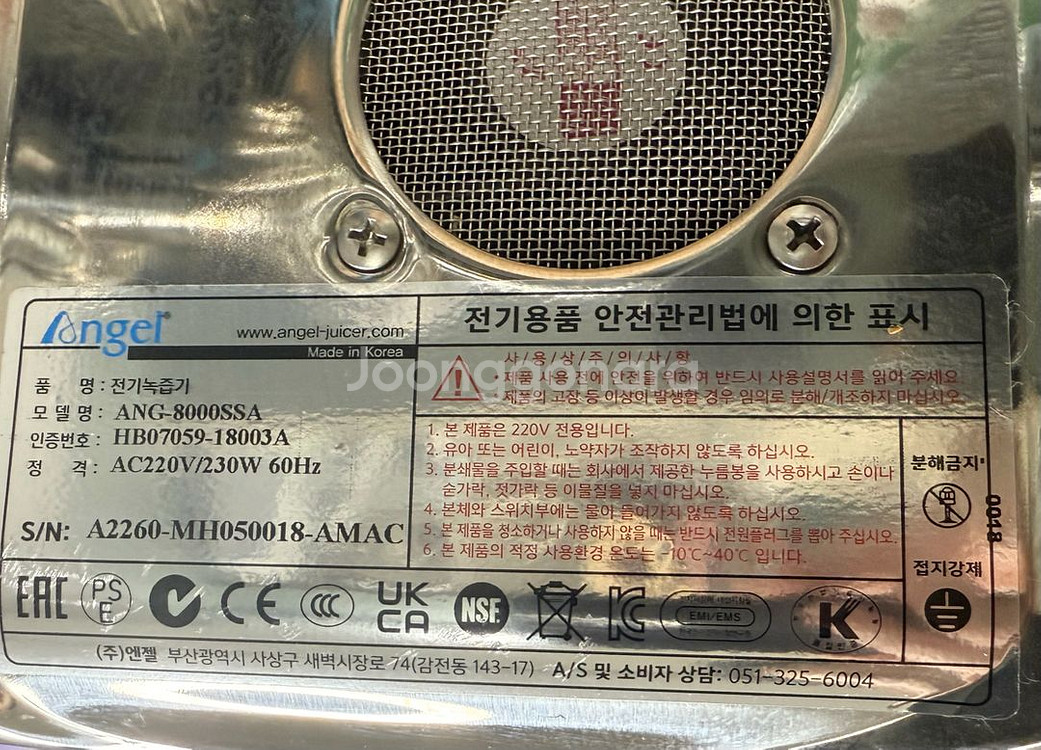 Angel®
www.angel-juicer.com
Made in Korea
품 명 : 전기녹즙기
모 델 명 : ANG-8000SSA
인증번호 : HB07059-18003A
정 격 : AC220V/230W 60Hz
S/N: A2260-MH050018-AMAC
전기용품 안전관리법에 의한 표시
사/용/상/주/의/사/항
• 제품 사용 전에 안전을 위하여 반드시 사용설명서를 읽어 주세요.
• 제품의 고장 등 이상이 발생할 경우 임의로 분해/개조하지 마십시오.
1. 본 제품은 220V 전용입니다.
2. 유아 또는 어린이, 노약자가 조작하지 않도록 하십시오.
3. 분쇄물을 주입할 때는 회사에서 제공한 누름봉을 사용하시고 손이나
숟가락, 젓가락 등 이물질을 넣지 마십시오.
4. 본체와 스위치부에는 물이 들어가지 않도록 하십시오.
5. 본 제품을 청소하거나 사용하지 않을 때는 반드시 전원플러그를 뽑아 주십시오.
6. 본 제품의 적정 사용환경 온도는 -10℃~40℃ 입니다.
분해금지
접지강제
0018
EAC PS E CE CCC UK CA NSF. KC EMI/EMS K
(주)엔젤 부산광역시 사상구 새벽시장로 74(감전동 143-17) A/S 및 소비자 상담: 051-325-6004
Joongonara